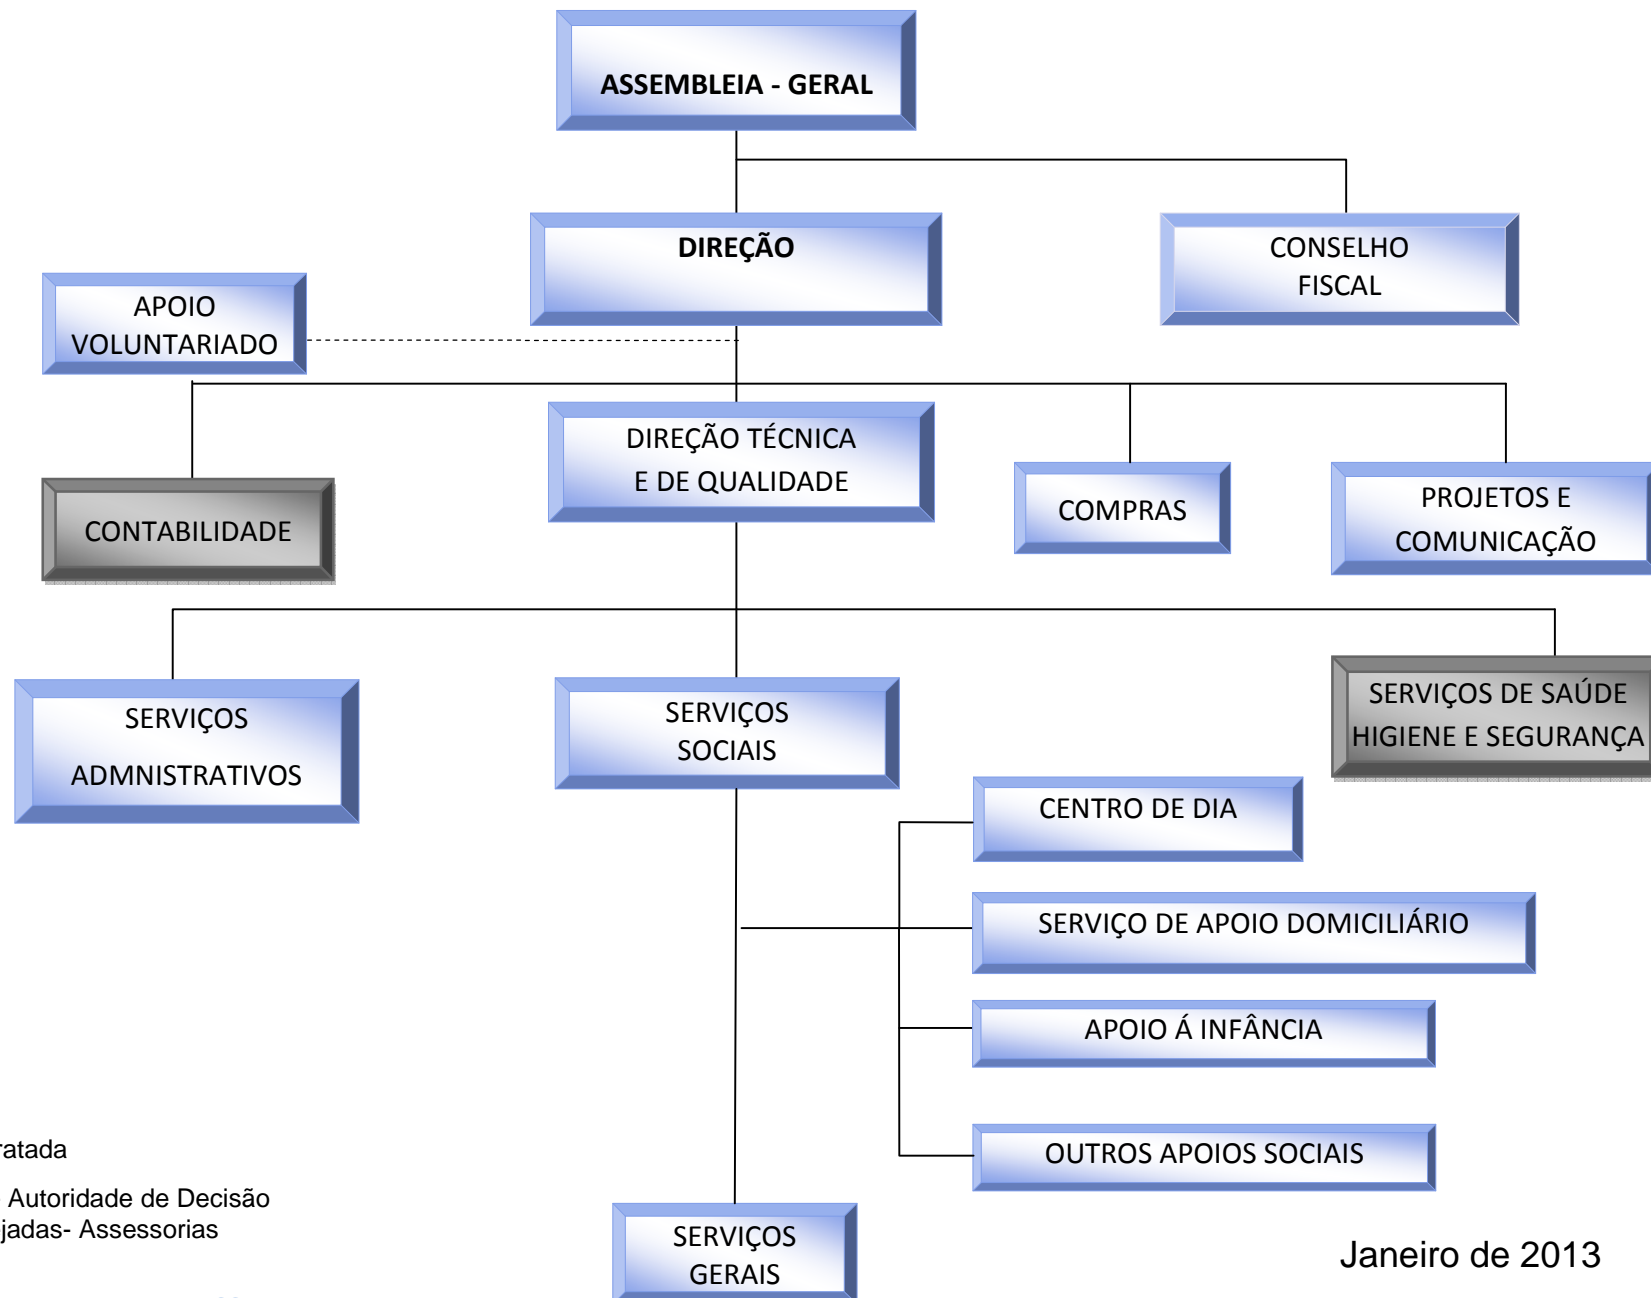 ASSEMBLEIA - GERAL
DIREÇÃO
CONSELHO
FISCAL
APOIO
VOLUNTARIADO
DIREÇÃO TÉCNICA
E DE QUALIDADE
CONTABILIDADE
COMPRAS
PROJETOS E
COMUNICAÇÃO
SERVIÇOS
ADMNISTRATIVOS
SERVIÇOS
SOCIAIS
SERVIÇOS DE SAÚDE
HIGIENE E SEGURANÇA
CENTRO DE DIA
SERVIÇO DE APOIO DOMICILIÁRIO
APOIO Á INFÂNCIA
OUTROS APOIOS SOCIAIS
ratada
Autoridade de Decisão
jadas- Assessorias
SERVIÇOS
GERAIS
Janeiro de 2013